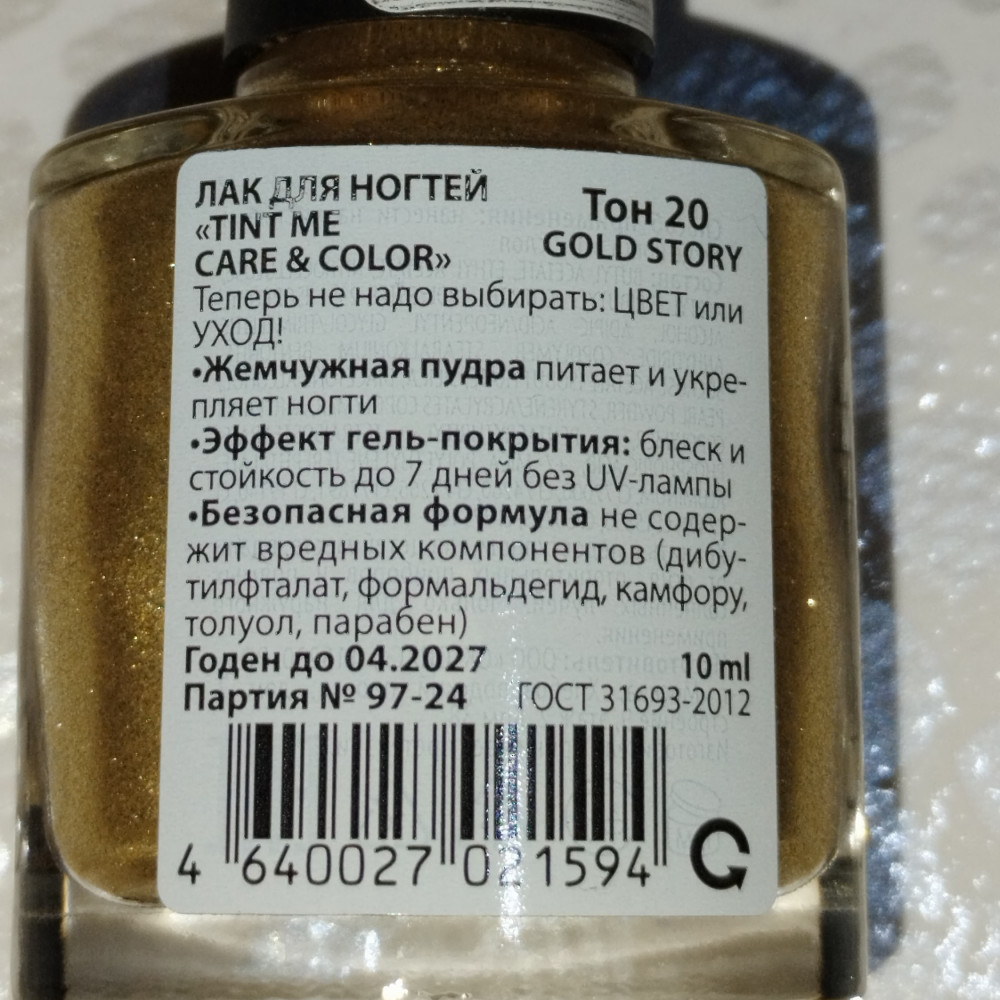 ЛАК ДЛЯ НОГТЕЙ
«TINT ME
CARE & COLOR»
Тон 20
GOLD STORY
Теперь не надо выбирать: ЦВЕТ или
УХОД!
•Жемчужная пудра питает и укре-
пляет ногти
•Эффект гель-покрытия: блеск и
стойкость до 7 дней без UV-лампы
•Безопасная формула не содер-
жит вредных компонентов (дибу-
тилфталат, формальдегид, камфору,
толуол, парабен)
Годен до 04.2027 10 ml
Партия № 97-24 ГОСТ 31693-2012
4 640027 021594